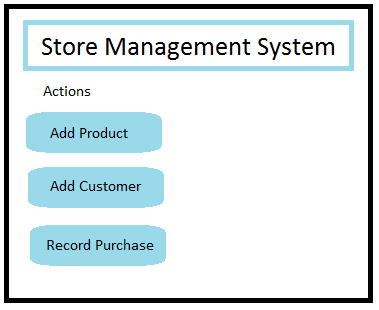 Store Management System
Actions
Add Product
Add Customer
Record Purchase